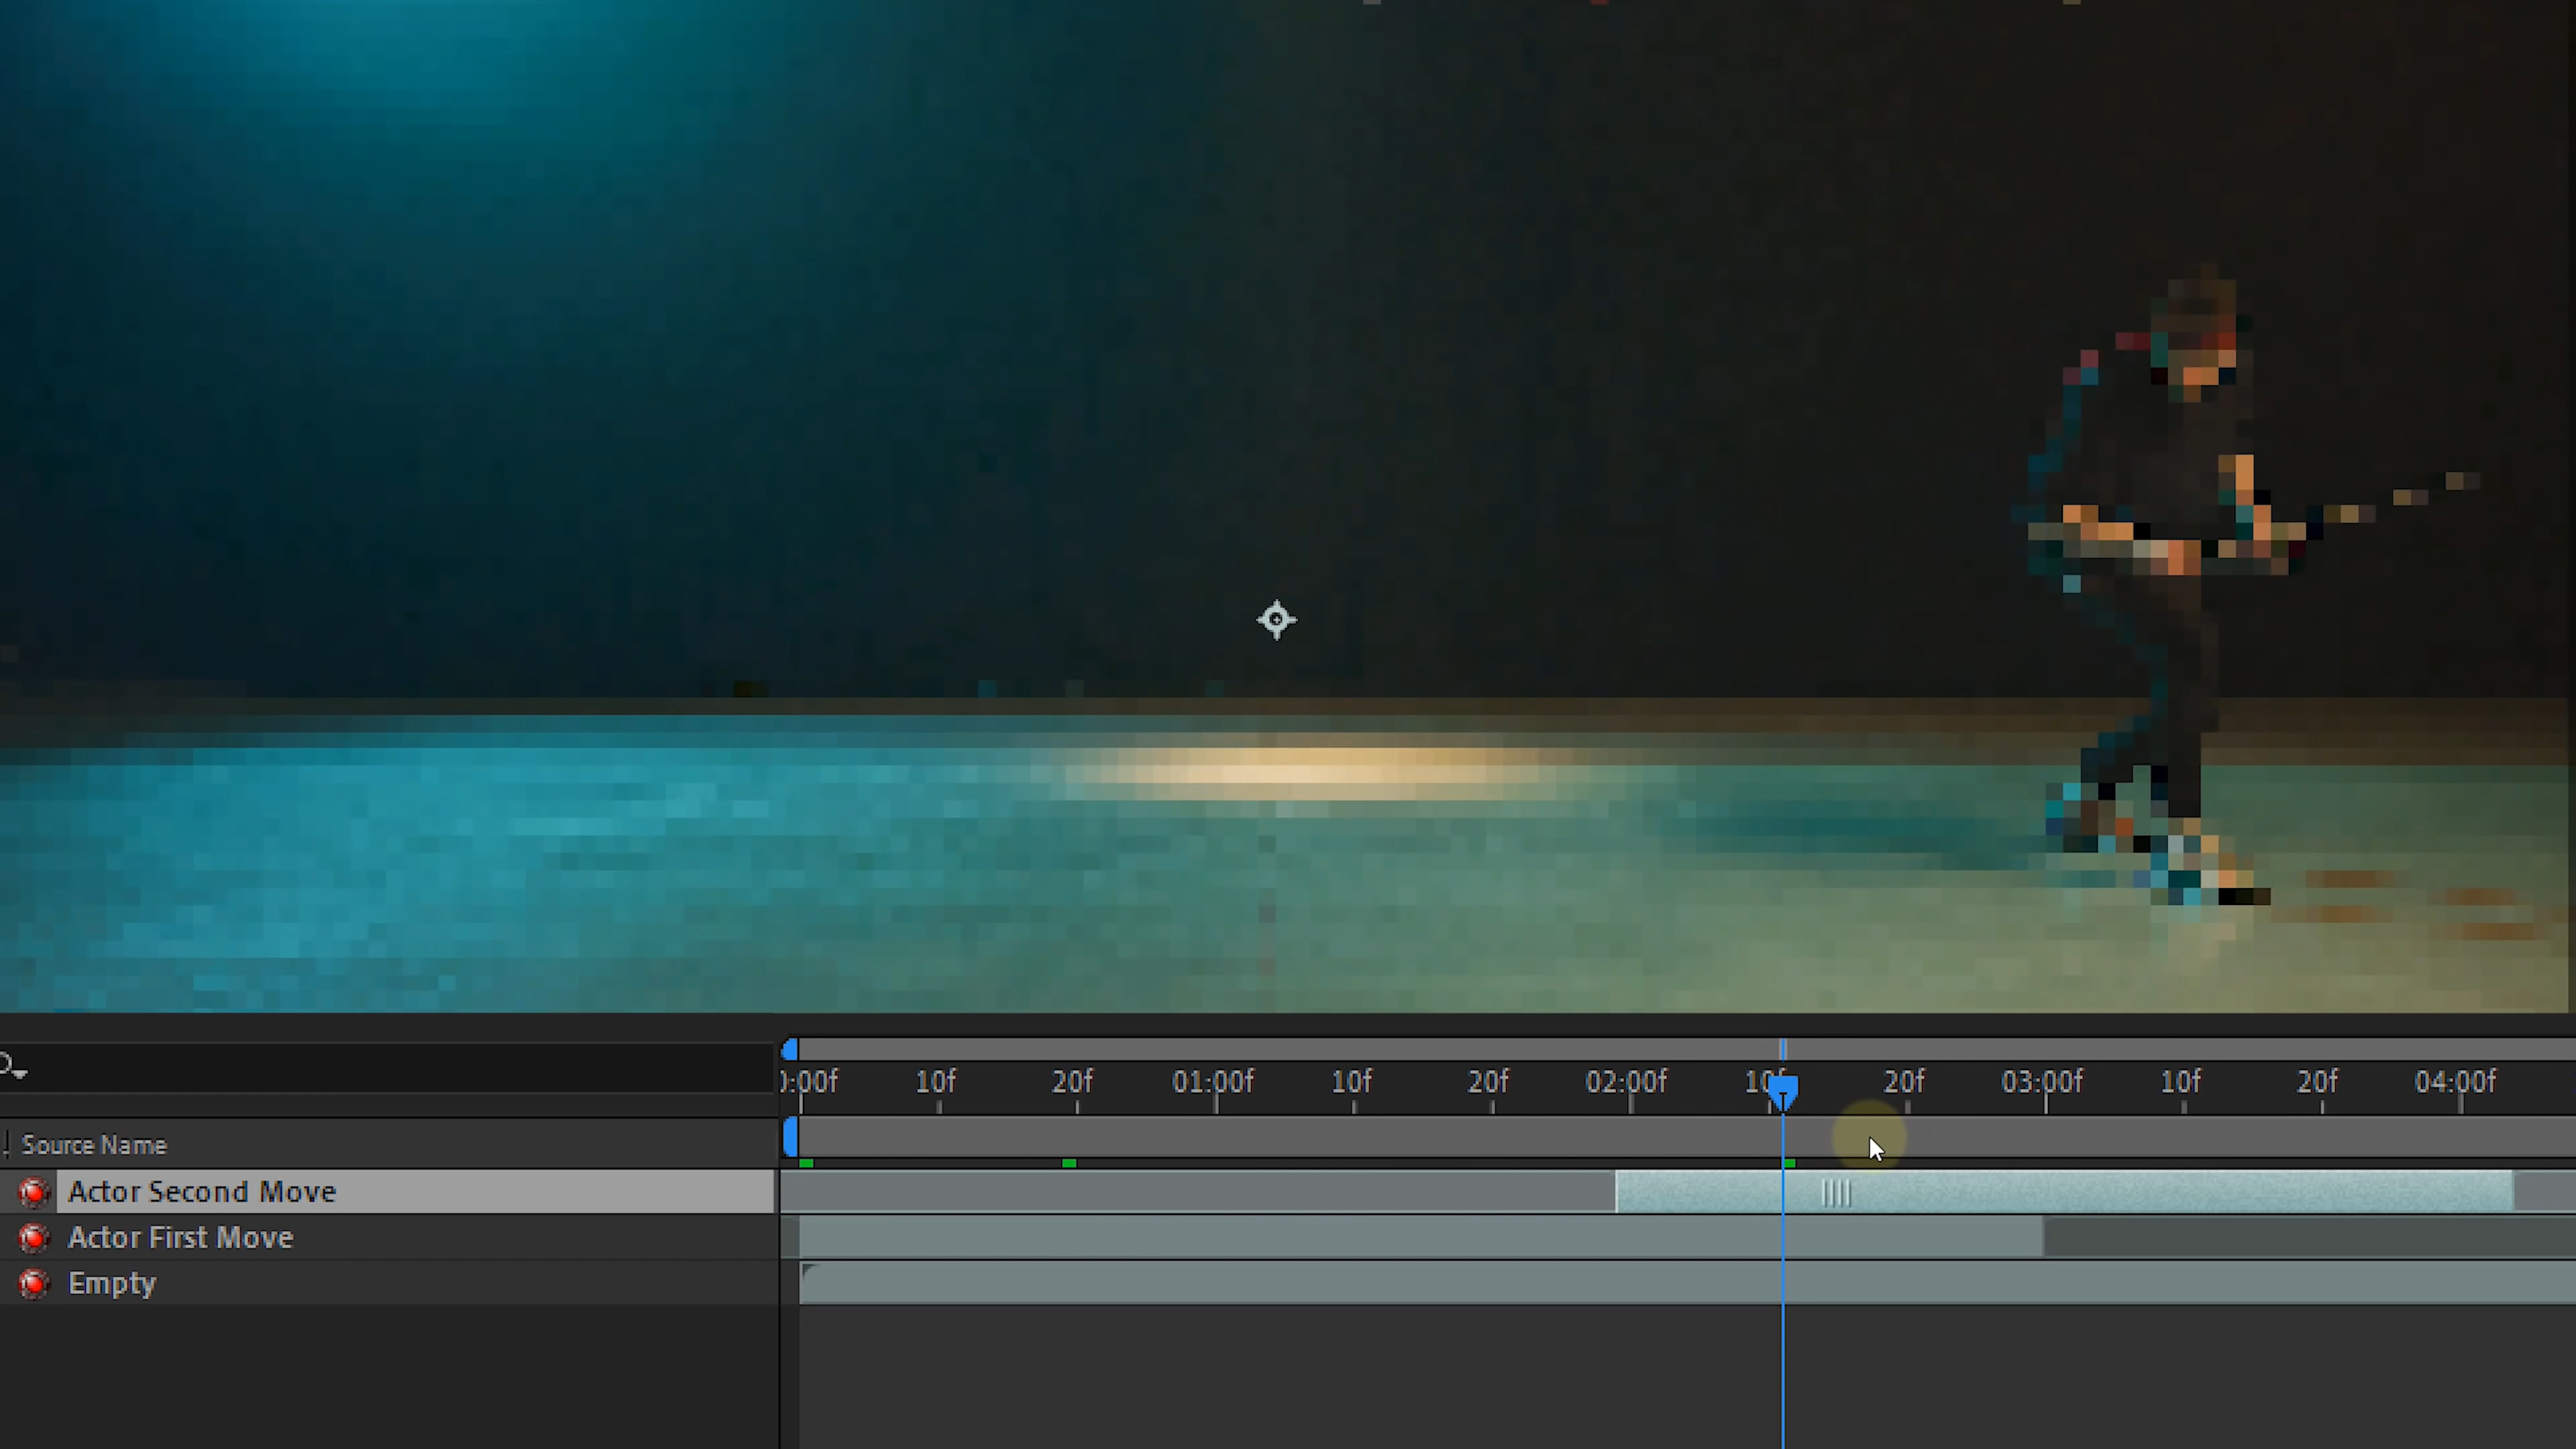 0:00f 10f 20f 01:00f 10f 20f 02:00f 10f 20f 03:00f 10f 20f 04:00f
Source Name
Actor Second Move
Actor First Move
Empty